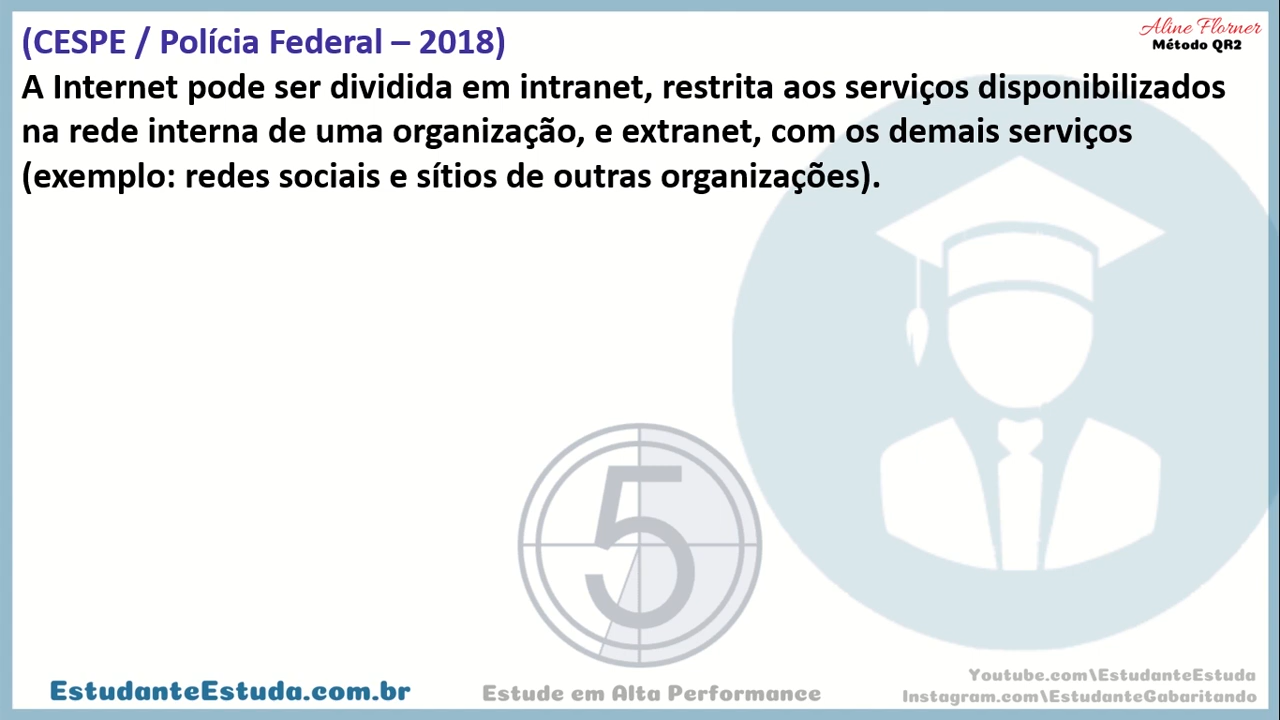 (CESPE / Polícia Federal – 2018)
A Internet pode ser dividida em intranet, restrita aos serviços disponibilizados
na rede interna de uma organização, e extranet, com os demais serviços
(exemplo: redes sociais e sítios de outras organizações).
Aline Florner
Método QR2
5
EstudanteEstuda.com.br
Estude em Alta Performance
Youtube.com\EstudanteEstuda
Instagram.com\EstudanteGabaritando